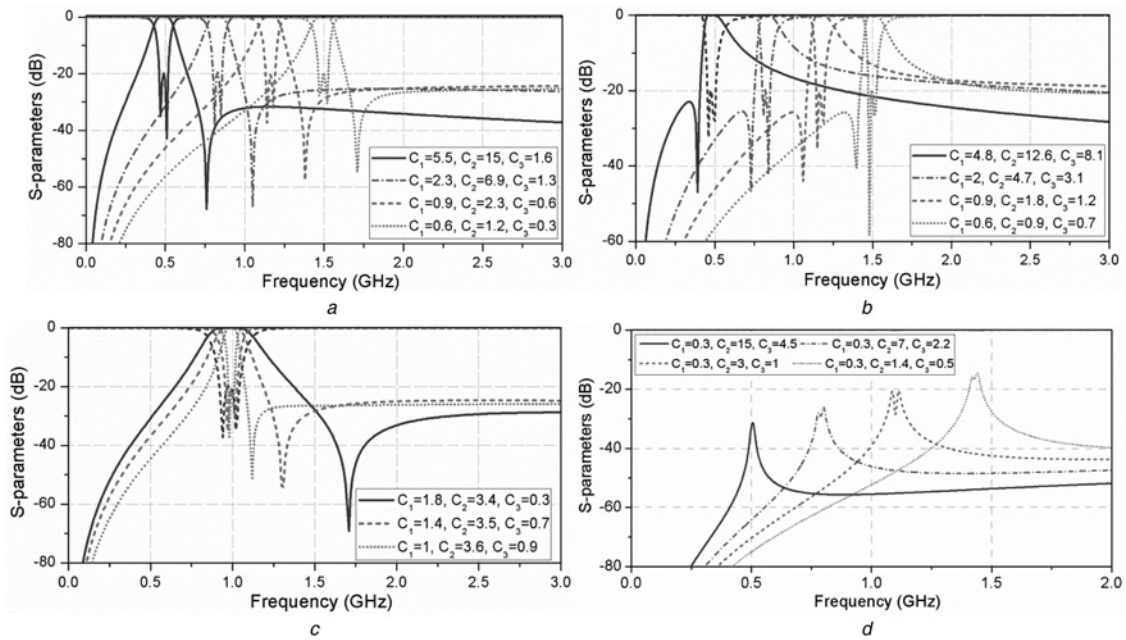 S-parameters (dB)
0
-20
-40
-60
-80
C₁=5.5, C₂=15, C₃=1.6
C₁=2.3, C₂=6.9, C₃=1.3
C₁=0.9, C₂=2.3, C₃=0.6
C₁=0.6, C₂=1.2, C₃=0.3
0.0 0.5 1.0 1.5 2.0 2.5 3.0
Frequency (GHz)
a
S-parameters (dB)
0
-20
-40
-60
C₁=4.8, C₂=12.6, C₃=8.1
C₁=2, C₂=4.7, C₃=3.1
C₁=0.9, C₂=1.8, C₃=1.2
C₁=0.6, C₂=0.9, C₃=0.7
0.0 0.5 1.0 1.5 2.0 2.5 3.0
Frequency (GHz)
b
S-parameters (dB)
0
-20
-40
-60
-80
C₁=1.8, C₂=3.4, C₃=0.3
C₁=1.4, C₂=3.5, C₃=0.7
C₁=1, C₂=3.6, C₃=0.9
0.0 0.5 1.0 1.5 2.0 2.5 3.0
Frequency (GHz)
c
S-parameters (dB)
0
-20
-40
-60
-80
C₁=0.3, C₂=15, C₃=4.5 C₁=0.3, C₂=7, C₃=2.2
C₁=0.3, C₂=3, C₃=1 C₁=0.3, C₂=1.4, C₃=0.5
0.0 0.5 1.0 1.5 2.0
Frequency (GHz)
d